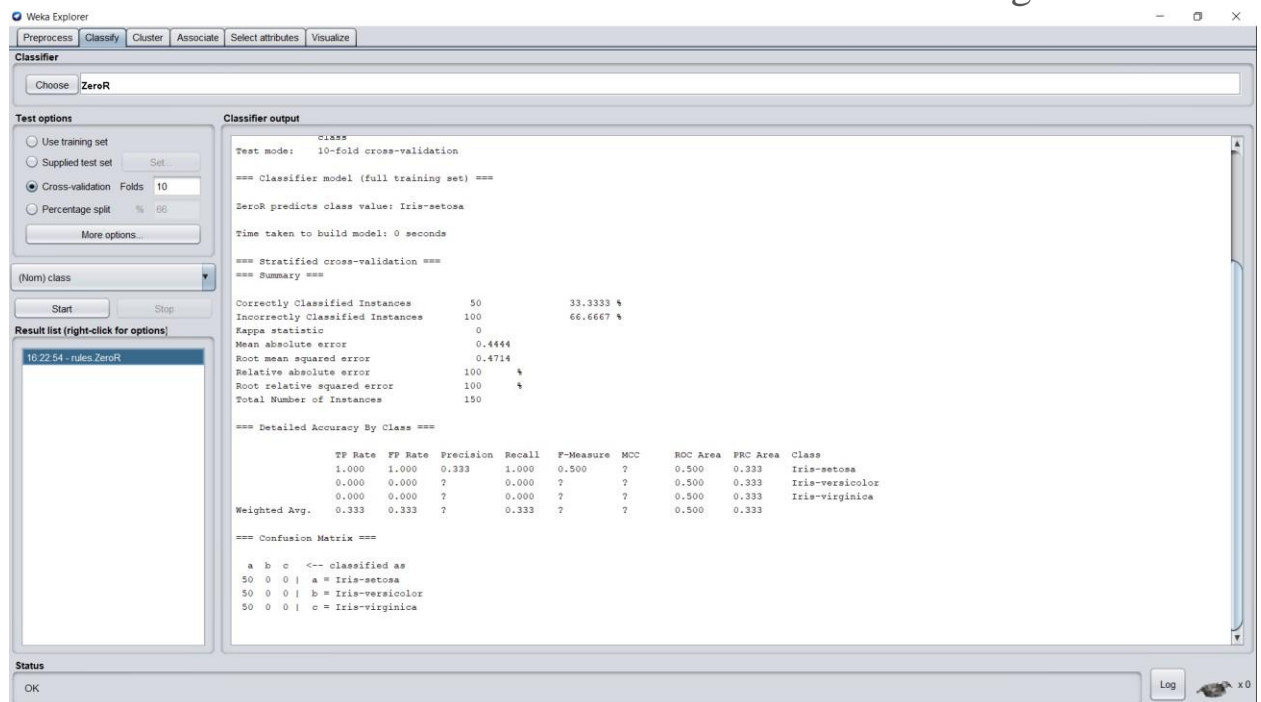 Weka Explorer
Preprocess Classify Cluster Associate Select attributes Visualize
Classifier
Choose ZeroR
Test options
Use training set
Supplied test set Set...
Cross-validation Folds 10
Percentage split % 66
More options...
(Nom) class
Start Stop
Result list (right-click for options)
16:22:54 - rules.ZeroR
Classifier output
class
Test mode: 10-fold cross-validation
=== Classifier model (full training set) ===
ZeroR predicts class value: Iris-setosa
Time taken to build model: 0 seconds
=== Stratified cross-validation ===
=== Summary ===
Correctly Classified Instances 50 33.3333 %
Incorrectly Classified Instances 100 66.6667 %
Kappa statistic 0
Mean absolute error 0.4444
Root mean squared error 0.4714
Relative absolute error 100 %
Root relative squared error 100 %
Total Number of Instances 150
=== Detailed Accuracy By Class ===
TP Rate FP Rate Precision Recall F-Measure MCC ROC Area PRC Area Class
1.000 1.000 0.333 1.000 0.500 ? 0.500 0.333 Iris-setosa
0.000 0.000 ? 0.000 ? ? 0.500 0.333 Iris-versicolor
0.000 0.000 ? 0.000 ? ? 0.500 0.333 Iris-virginica
Weighted Avg. 0.333 0.333 ? 0.333 ? ? 0.500 0.333
=== Confusion Matrix ===
a b c <-- classified as
50 0 0 | a = Iris-setosa
50 0 0 | b = Iris-versicolor
50 0 0 | c = Iris-virginica
Status
OK
Log x 0